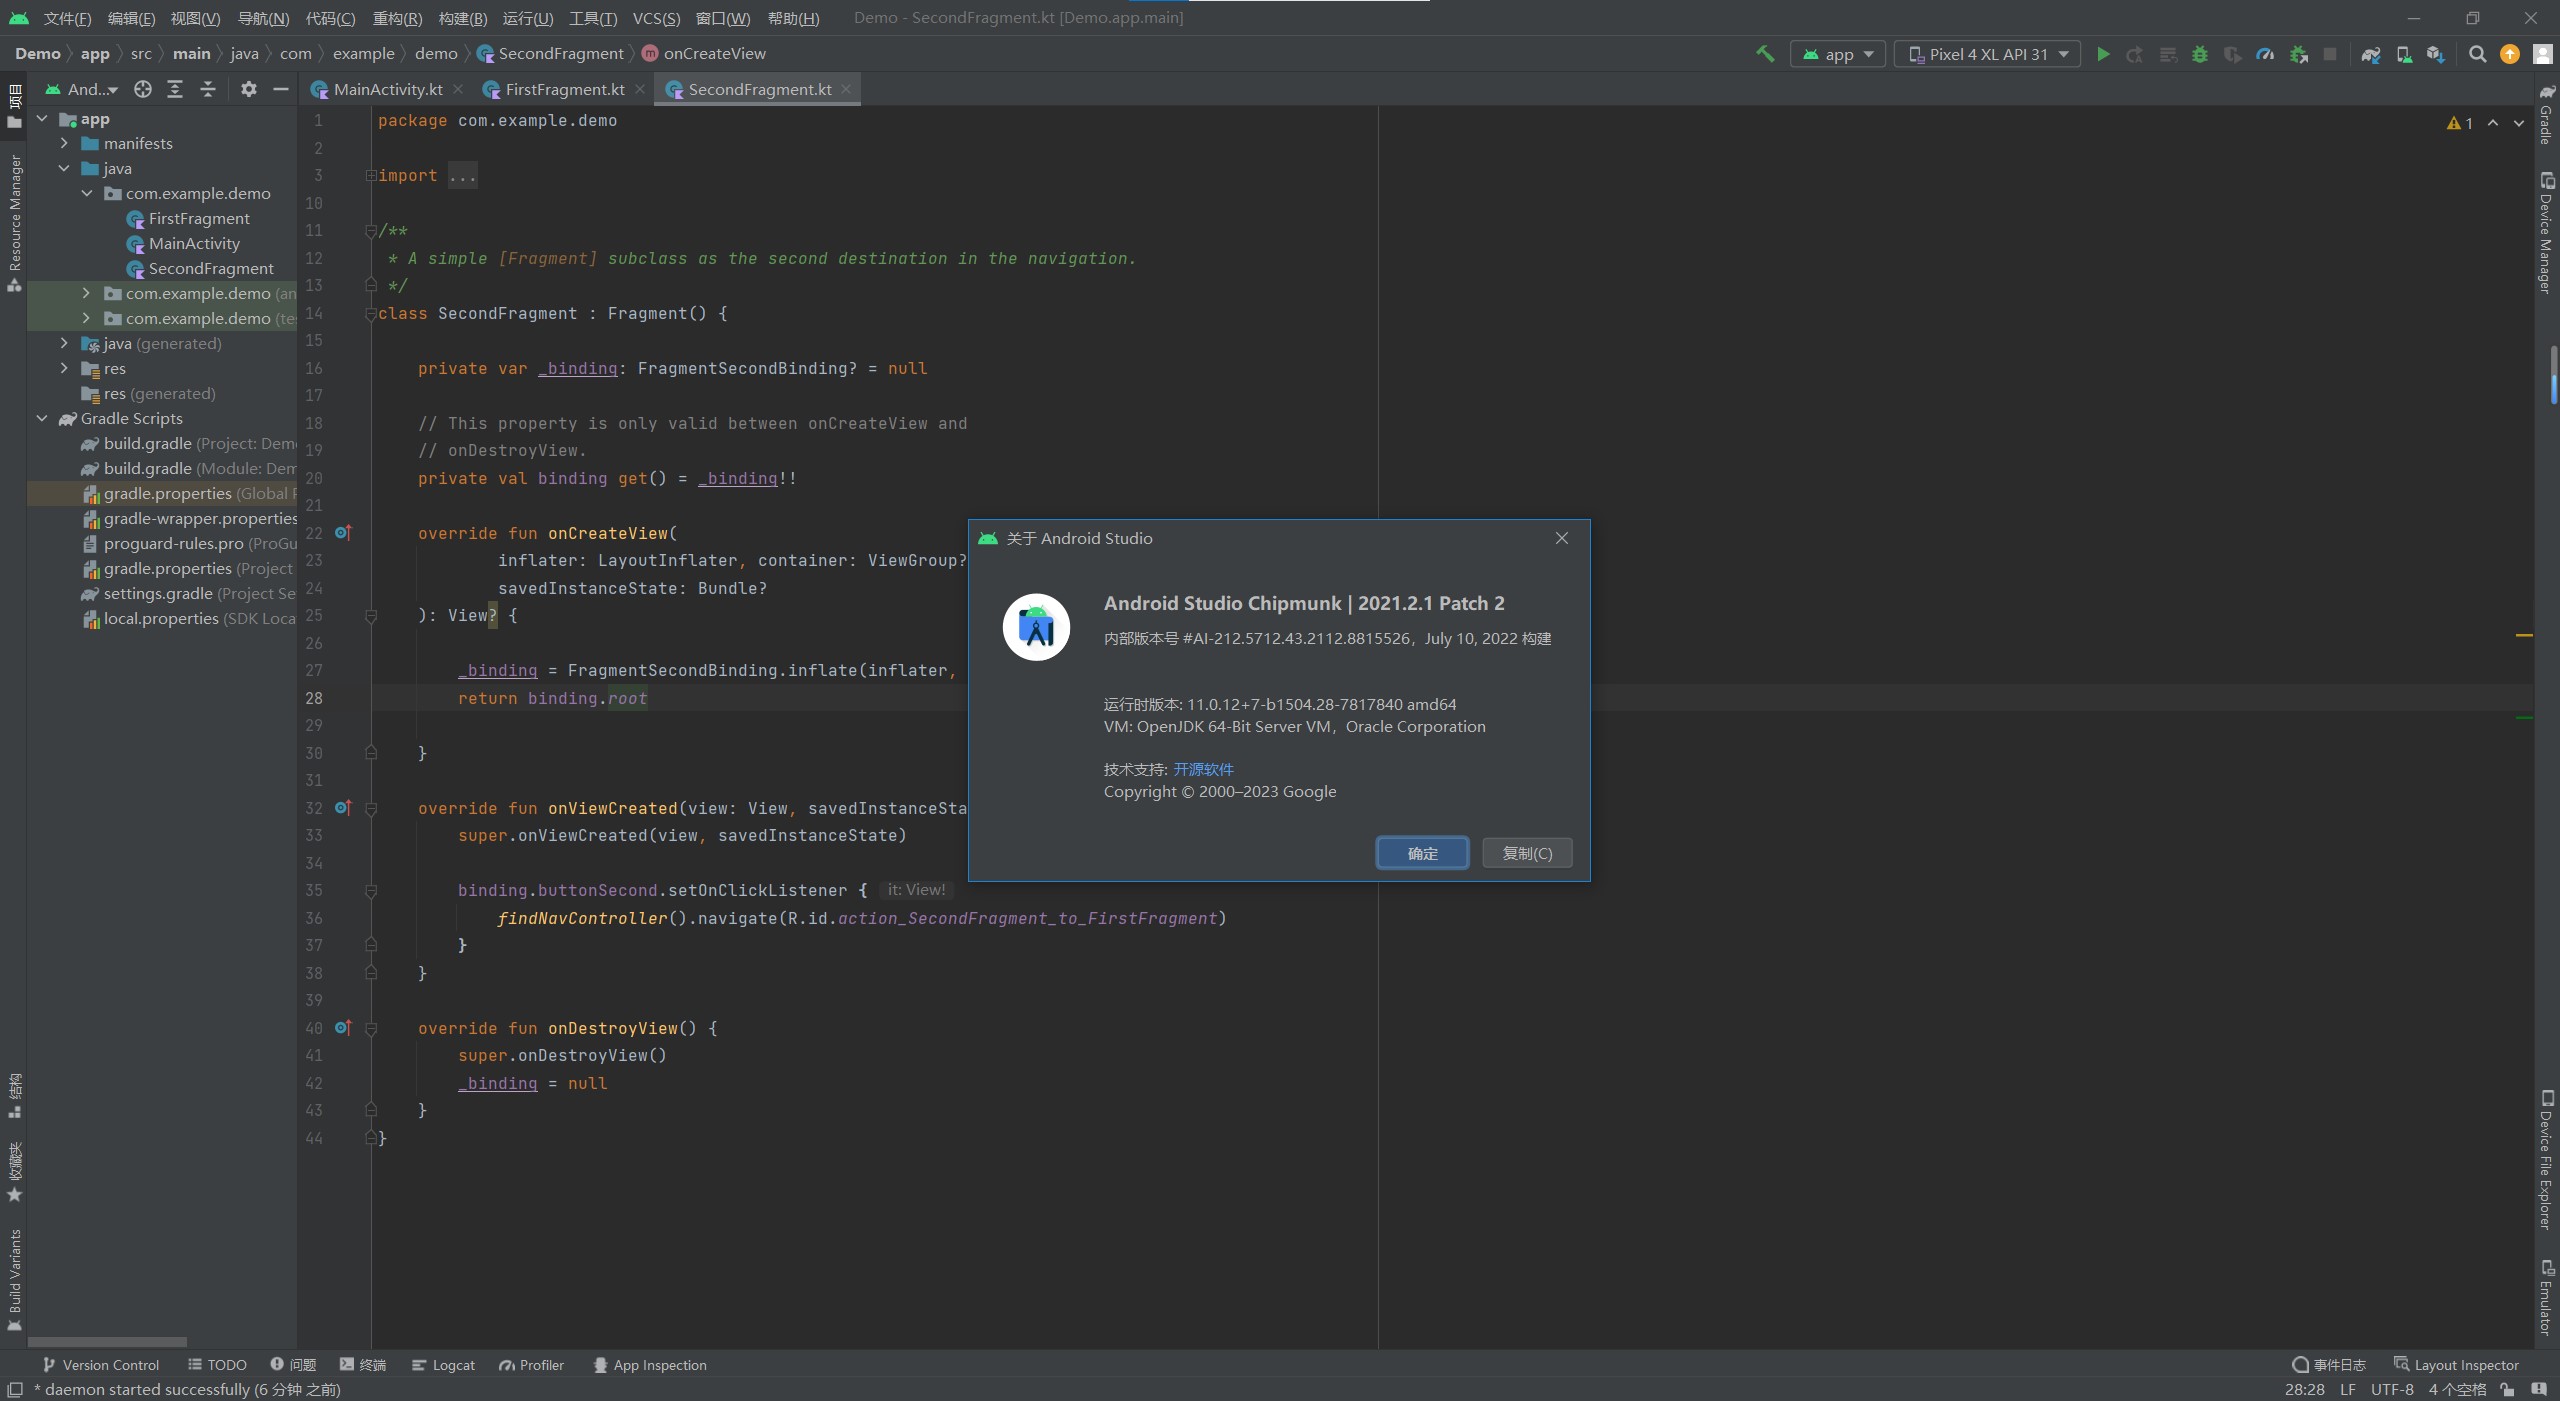 文件(F) 编辑(E) 视图(V) 导航(N) 代码(C) 重构(R) 构建(B) 运行(U) 工具(T) VCS(S) 窗口(W) 帮助(H) Demo - SecondFragment.kt [Demo.app.main]
Demo app src main java com example demo SecondFragment onCreateView
app Pixel 4 XL API 31
And...
MainActivity.kt FirstFragment.kt SecondFragment.kt
项目
Resource Manager
结构
收藏夹
Build Variants
app
manifests
java
com.example.demo
FirstFragment
MainActivity
SecondFragment
com.example.demo (an
com.example.demo (te
java (generated)
res
res (generated)
Gradle Scripts
build.gradle (Project: Dem
build.gradle (Module: Dem
gradle.properties (Global
gradle-wrapper.properties
proguard-rules.pro (ProGu
gradle.properties (Project
settings.gradle (Project Se
local.properties (SDK Loca
1 package com.example.demo
2
3 import ...
10
11 /**
12 * A simple [Fragment] subclass as the second destination in the navigation.
13 */
14 class SecondFragment : Fragment() {
15
16 private var _binding: FragmentSecondBinding? = null
17
18 // This property is only valid between onCreateView and
19 // onDestroyView.
20 private val binding get() = _binding!!
21
22 override fun onCreateView(
23 inflater: LayoutInflater, container: ViewGroup?
24 savedInstanceState: Bundle?
25 ): View? {
26
27 _binding = FragmentSecondBinding.inflate(inflater,
28 return binding.root
29
30 }
31
32 override fun onViewCreated(view: View, savedInstanceSta
33 super.onViewCreated(view, savedInstanceState)
34
35 binding.buttonSecond.setOnClickListener { it: View!
36 findNavController().navigate(R.id.action_SecondFragment_to_FirstFragment)
37 }
38 }
39
40 override fun onDestroyView() {
41 super.onDestroyView()
42 _binding = null
43 }
44 }
1
关于 Android Studio
Android Studio Chipmunk | 2021.2.1 Patch 2
内部版本号 #AI-212.5712.43.2112.8815526，July 10, 2022 构建
运行时版本: 11.0.12+7-b1504.28-7817840 amd64
VM: OpenJDK 64-Bit Server VM，Oracle Corporation
技术支持: 开源软件
Copyright © 2000–2023 Google
确定 复制(C)
Gradle
Device Manager
Device File Explorer
Emulator
Version Control TODO 问题 终端 Logcat Profiler App Inspection 事件日志 Layout Inspector
* daemon started successfully (6 分钟 之前) 28:28 LF UTF-8 4 个空格